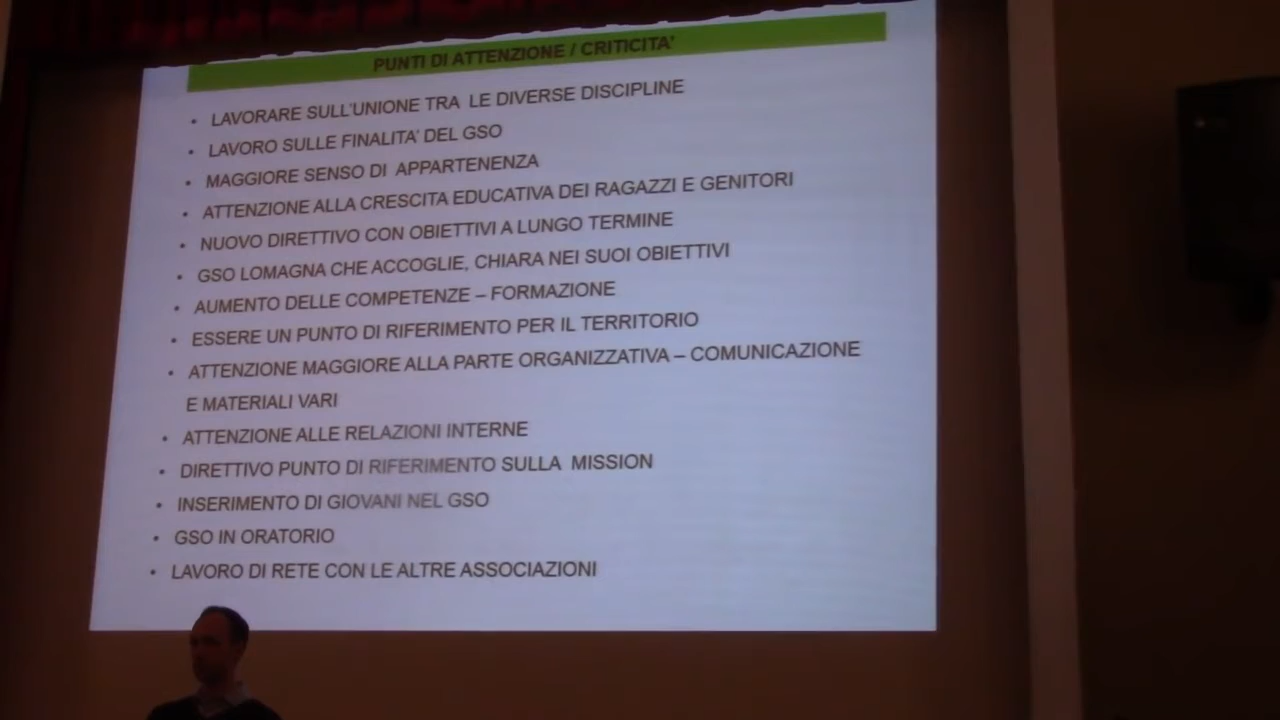 PUNTI DI ATTENZIONE / CRITICITA'
• LAVORARE SULL'UNIONE TRA LE DIVERSE DISCIPLINE
• LAVORO SULLE FINALITA' DEL GSO
• MAGGIORE SENSO DI APPARTENENZA
• ATTENZIONE ALLA CRESCITA EDUCATIVA DEI RAGAZZI E GENITORI
• NUOVO DIRETTIVO CON OBIETTIVI A LUNGO TERMINE
• GSO LOMAGNA CHE ACCOGLIE, CHIARA NEI SUOI OBIETTIVI
• AUMENTO DELLE COMPETENZE – FORMAZIONE
• ESSERE UN PUNTO DI RIFERIMENTO PER IL TERRITORIO
• ATTENZIONE MAGGIORE ALLA PARTE ORGANIZZATIVA – COMUNICAZIONE
E MATERIALI VARI
• ATTENZIONE ALLE RELAZIONI INTERNE
• DIRETTIVO PUNTO DI RIFERIMENTO SULLA MISSION
• INSERIMENTO DI GIOVANI NEL GSO
• GSO IN ORATORIO
• LAVORO DI RETE CON LE ALTRE ASSOCIAZIONI